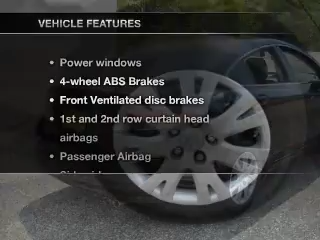 VEHICLE FEATURES
• Power windows
• 4-wheel ABS Brakes
• Front Ventilated disc brakes
• 1st and 2nd row curtain head
airbags
• Passenger Airbag